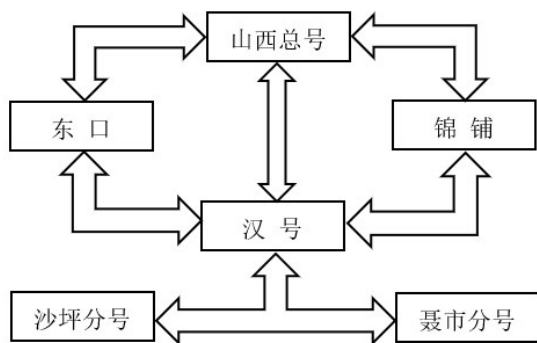 山西总号
东口
锦铺
汉号
沙坪分号
聂市分号